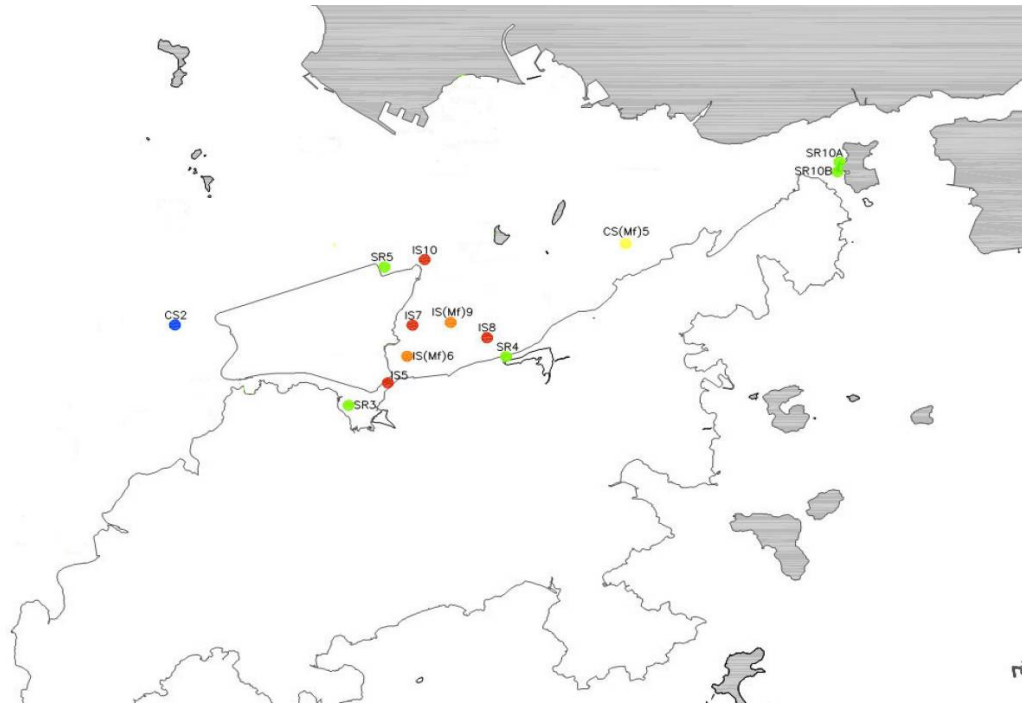 SR10A
SR10B
CS(Mf)5
IS10
SR5
CS2
IS7
IS(Mf)9
IS8
SR4
IS(Mf)6
IS5
SR3